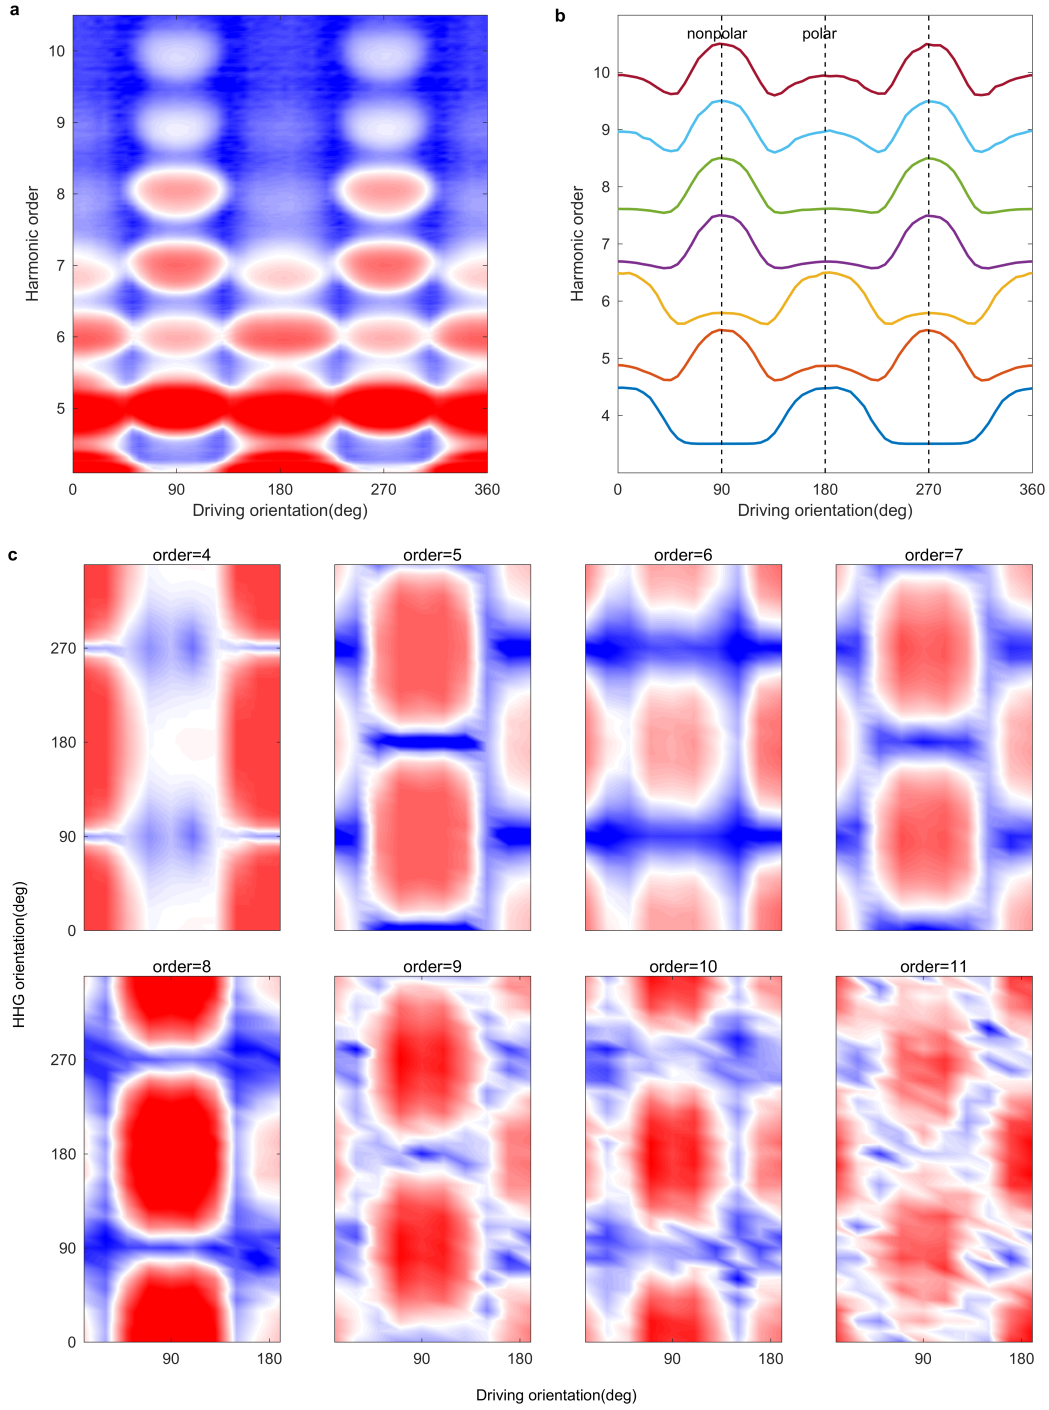 a
10
9
8
7
6
5
Harmonic order
0 90 180 270 360
Driving orientation(deg)
b
nonpolar polar
10
9
8
7
6
5
4
Harmonic order
0 90 180 270 360
Driving orientation(deg)
c
order=4 order=5 order=6 order=7
270
180
90
0
order=8 order=9 order=10 order=11
270
180
90
0
HHG orientation(deg)
90 180 90 180 90 180 90 180
Driving orientation(deg)